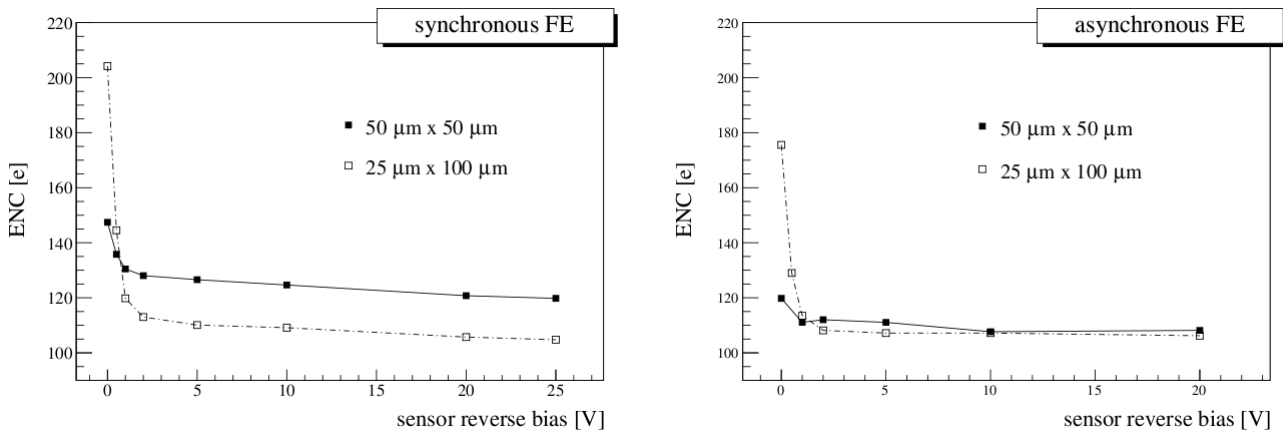 synchronous FE
ENC [e]
220
200
180
160
140
120
100
50 μm x 50 μm
25 μm x 100 μm
0
5
10
15
20
25
sensor reverse bias [V]
asynchronous FE
ENC [e]
220
200
180
160
140
120
100
50 μm x 50 μm
25 μm x 100 μm
0
5
10
15
20
sensor reverse bias [V]